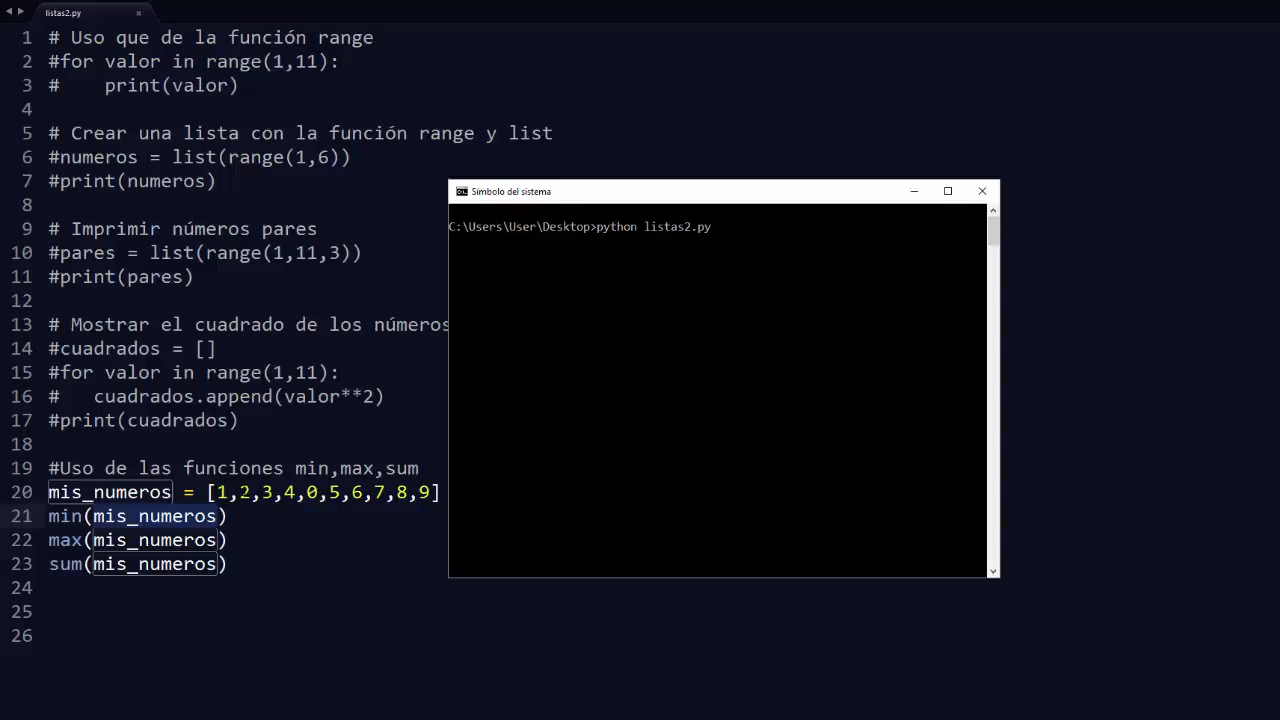 listas2.py
1 # Uso que de la función range
2 #for valor in range(1,11):
3 #    print(valor)
4
5 # Crear una lista con la función range y list
6 #numeros = list(range(1,6))
7 #print(numeros)
8
9 # Imprimir números pares
10 #pares = list(range(1,11,3))
11 #print(pares)
12
13 # Mostrar el cuadrado de los números
14 #cuadrados = []
15 #for valor in range(1,11):
16 #   cuadrados.append(valor**2)
17 #print(cuadrados)
18
19 #Uso de las funciones min,max,sum
20 mis_numeros = [1,2,3,4,0,5,6,7,8,9]
21 min(mis_numeros)
22 max(mis_numeros)
23 sum(mis_numeros)
24
25
26
Símbolo del sistema
C:\Users\User\Desktop>python listas2.py